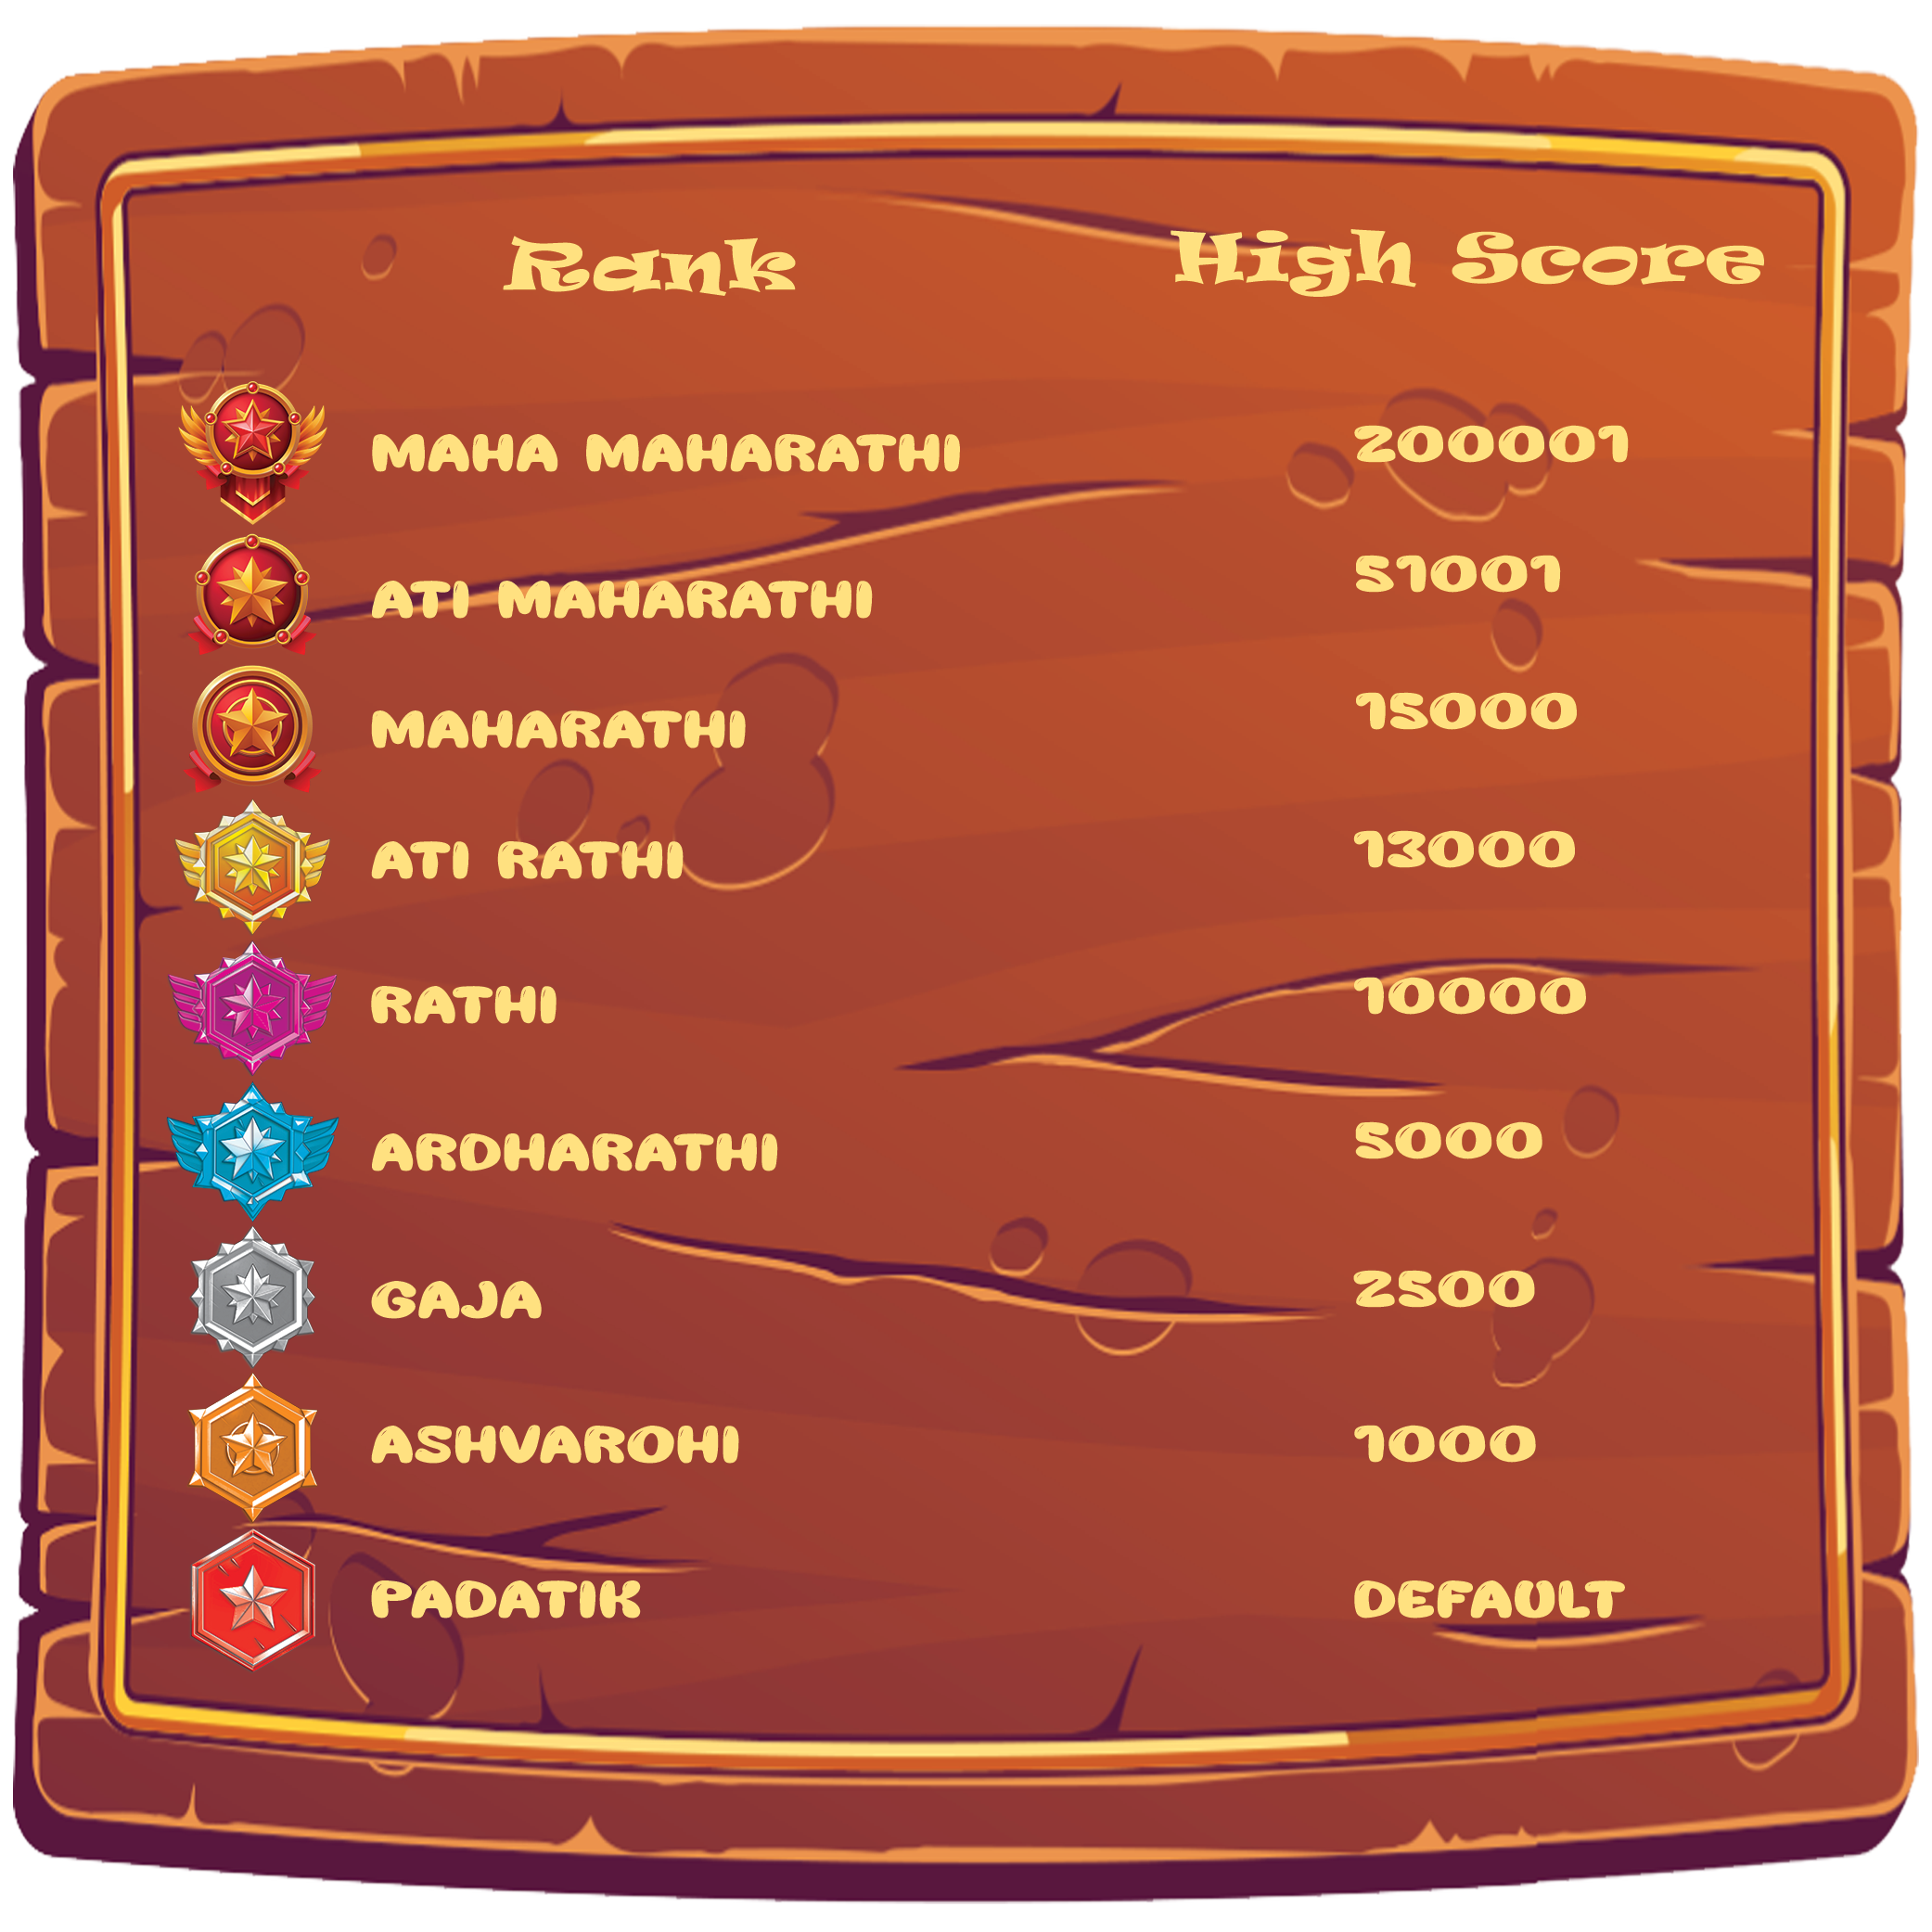 Rank High Score
MAHA MAHARATHI 200001
ATI MAHARATHI 51001
MAHARATHI 15000
ATI RATHI 13000
RATHI 10000
ARDHARATHI 5000
GAJA 2500
ASHVAROHI 1000
PADATIK DEFAULT